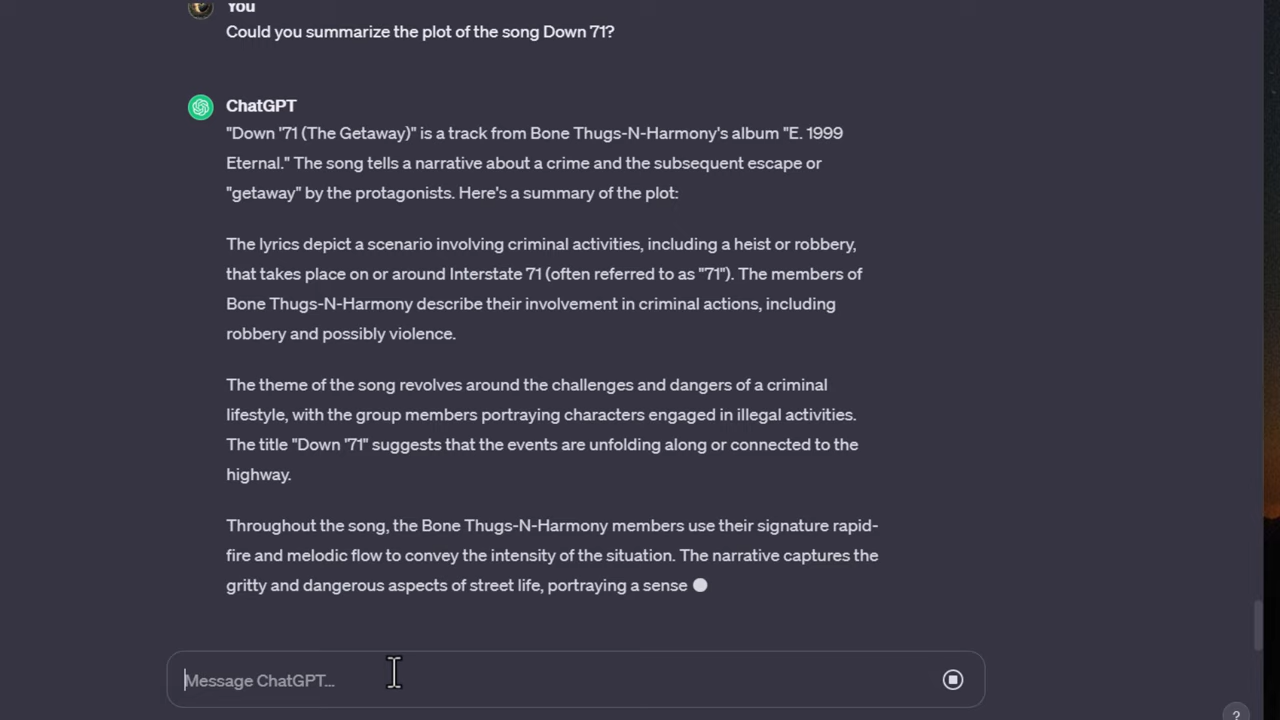 You
Could you summarize the plot of the song Down 71?
ChatGPT
"Down '71 (The Getaway)" is a track from Bone Thugs-N-Harmony's album "E. 1999
Eternal." The song tells a narrative about a crime and the subsequent escape or
"getaway" by the protagonists. Here's a summary of the plot:
The lyrics depict a scenario involving criminal activities, including a heist or robbery,
that takes place on or around Interstate 71 (often referred to as "71"). The members of
Bone Thugs-N-Harmony describe their involvement in criminal actions, including
robbery and possibly violence.
The theme of the song revolves around the challenges and dangers of a criminal
lifestyle, with the group members portraying characters engaged in illegal activities.
The title "Down '71" suggests that the events are unfolding along or connected to the
highway.
Throughout the song, the Bone Thugs-N-Harmony members use their signature rapid-
fire and melodic flow to convey the intensity of the situation. The narrative captures the
gritty and dangerous aspects of street life, portraying a sense
Message ChatGPT...
?